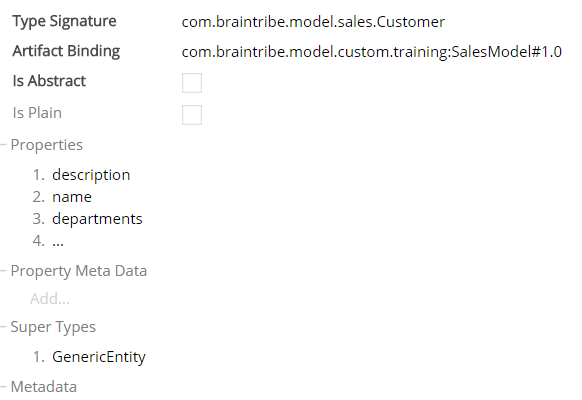 Type Signature com.braintribe.model.sales.Customer
Artifact Binding com.braintribe.model.custom.training:SalesModel#1.0
Is Abstract
Is Plain
Properties
1. description
2. name
3. departments
4. ...
Property Meta Data
Add...
Super Types
1. GenericEntity
Metadata